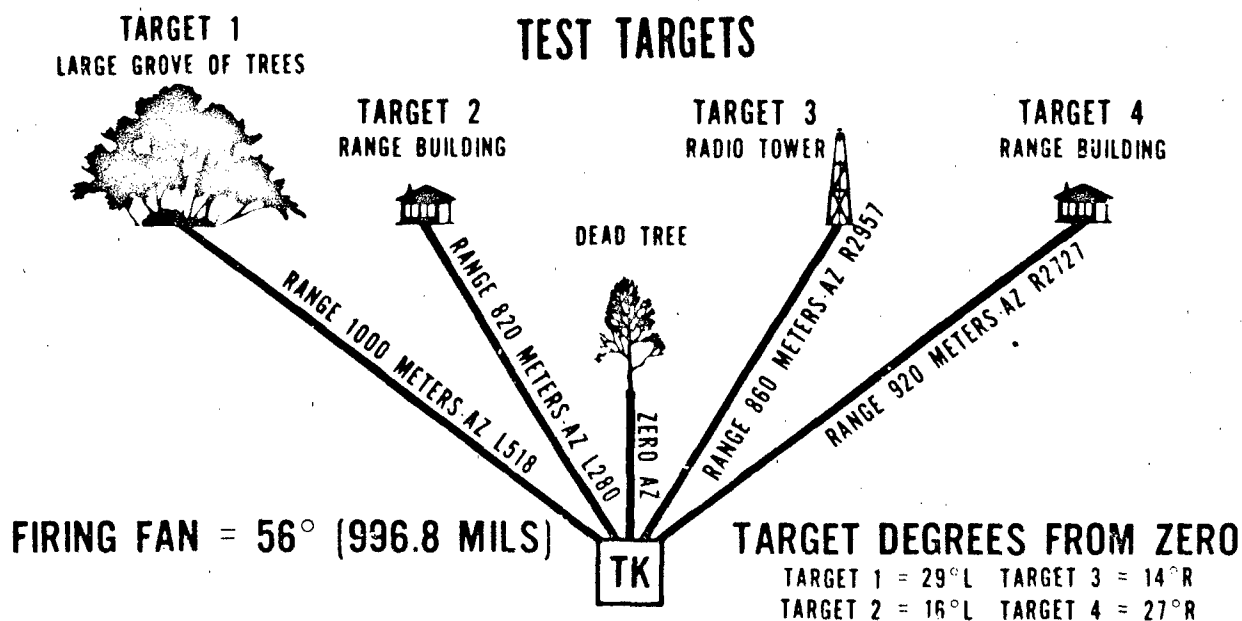 TEST TARGETS
TARGET 1
LARGE GROVE OF TREES
TARGET 2
RANGE BUILDING
TARGET 3
RADIO TOWER
TARGET 4
RANGE BUILDING
DEAD TREE
RANGE 1000 METERS-AZ L518
RANGE 820 METERS-AZ L280
ZERO AZ
RANGE 860 METERS-AZ R2957
RANGE 920 METERS-AZ R2727
FIRING FAN = 56° (996.8 MILS)
TK
TARGET DEGREES FROM ZERO
TARGET 1 = 29°L TARGET 3 = 14°R
TARGET 2 = 16°L TARGET 4 = 27°R